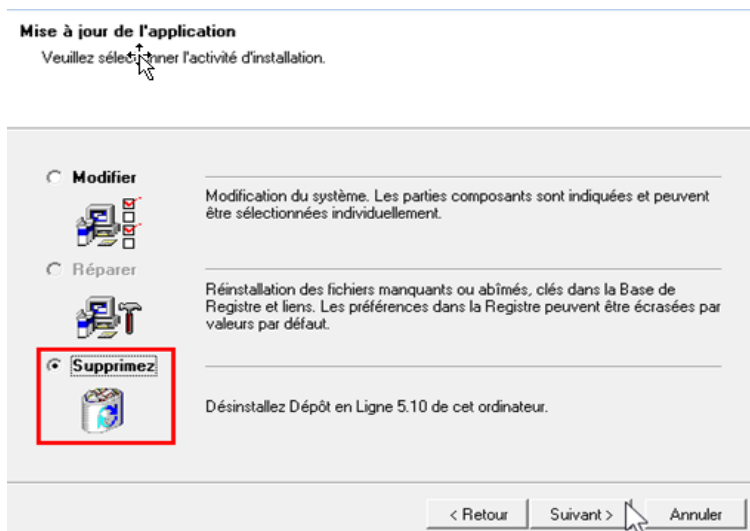 Mise à jour de l'application
Veuillez sélectionner l'activité d'installation.
Modifier
Modification du système. Les parties composants sont indiquées et peuvent
être sélectionnées individuellement.
Réparer
Réinstallation des fichiers manquants ou abîmés, clés dans la Base de
Registre et liens. Les préférences dans la Registre peuvent être écrasées par
valeurs par défaut.
Supprimez
Désinstallez Dépôt en Ligne 5.10 de cet ordinateur.
< Retour Suivant > Annuler